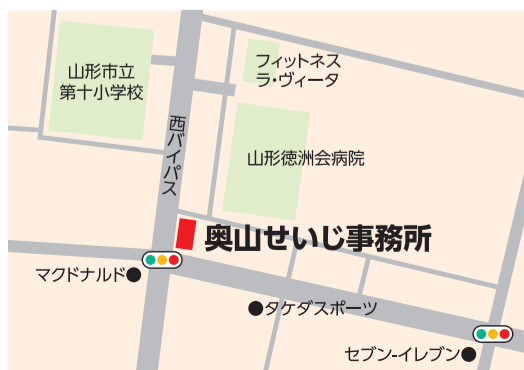 山形市立
第十小学校
フィットネス
ラ・ヴィータ
西バイパス
山形徳洲会病院
奥山せいじ事務所
マクドナルド
タケダスポーツ
セブン-イレブン